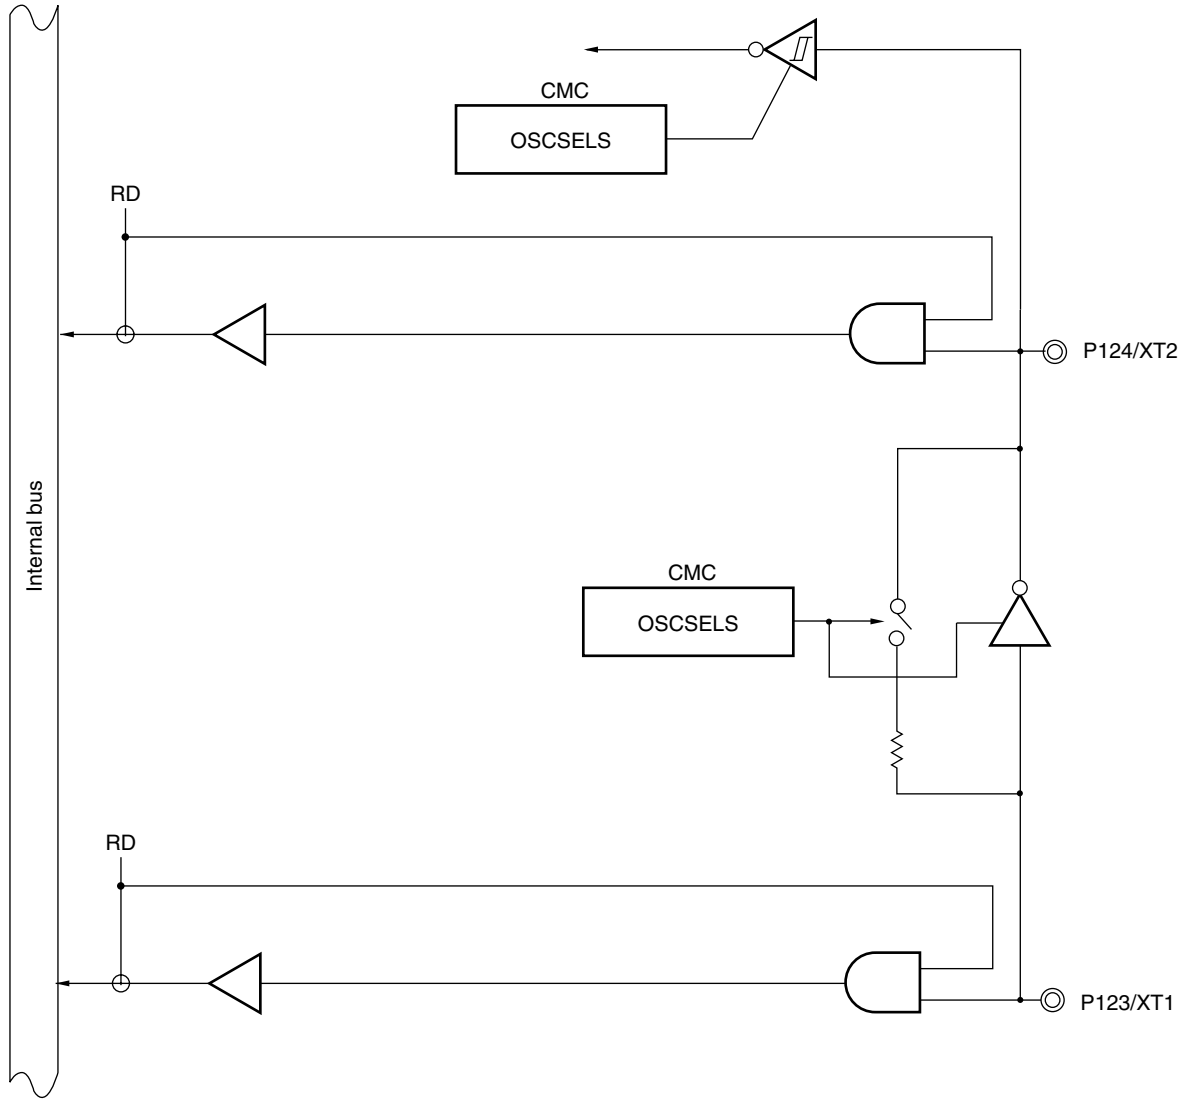 CMC
OSCSELS
RD
P124/XT2
Internal bus
CMC
OSCSELS
RD
P123/XT1